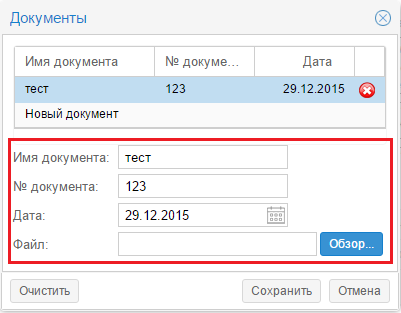 Документы
Имя документа № докуме... Дата
тест 123 29.12.2015
Новый документ
Имя документа: тест
№ документа: 123
Дата: 29.12.2015
Файл: Обзор...
Очистить Сохранить Отмена